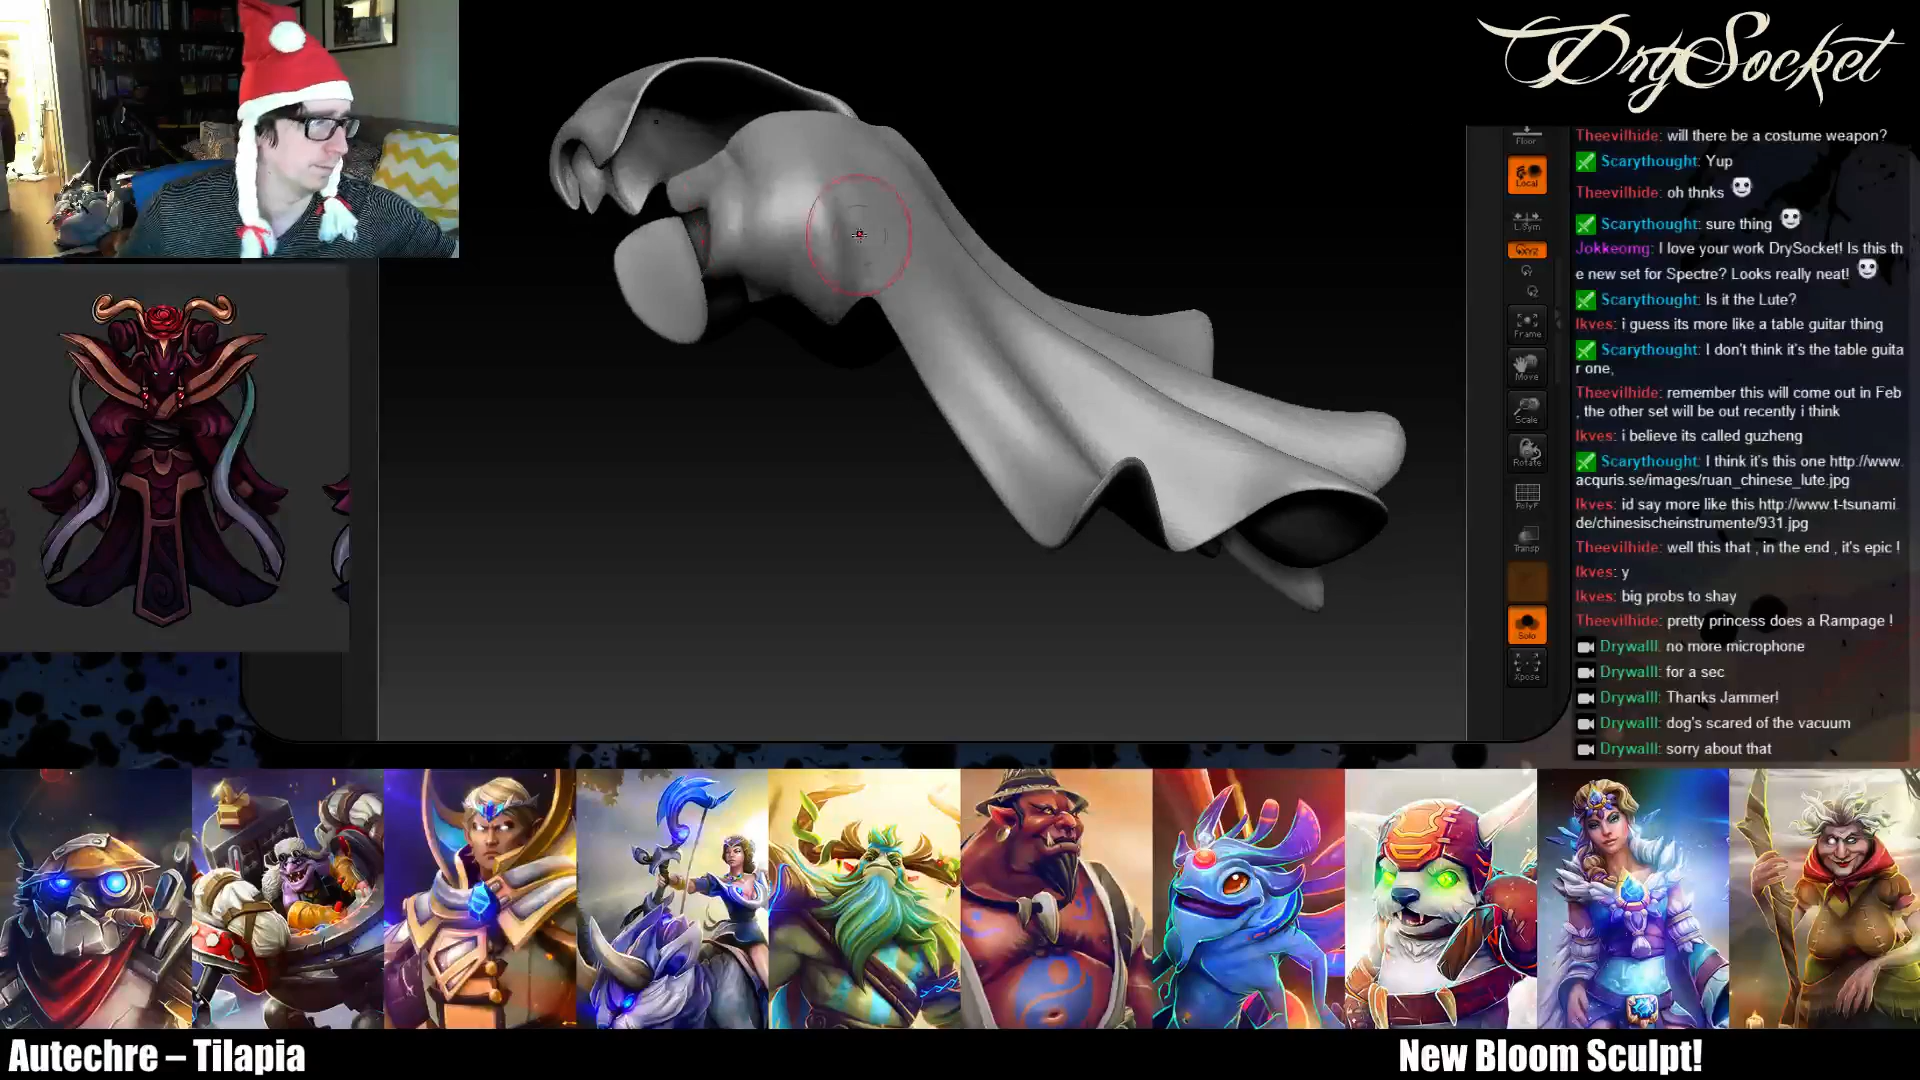 DrySocket
Floor
Local
L.Sym
XYZ
Frame
Move
Scale
Rotate
PolyF
Transp
Solo
Xpose
Theevilhide: will there be a costume weapon?
Scarythought: Yup
Theevilhide: oh thnks
Scarythought: sure thing
Jokkeomg: I love your work DrySocket! Is this th
e new set for Spectre? Looks really neat!
Scarythought: Is it the Lute?
Ikves: i guess its more like a table guitar thing
Scarythought: I don't think it's the table guita
r one,
Theevilhide: remember this will come out in Feb
, the other set will be out recently i think
Ikves: i believe its called guzheng
Scarythought: I think it's this one http://www.
acquris.se/images/ruan_chinese_lute.jpg
Ikves: id say more like this http://www.t-tsunami.
de/chinesischeinstrumente/931.jpg
Theevilhide: well this that , in the end , it's epic !
Ikves: y
Ikves: big probs to shay
Theevilhide: pretty princess does a Rampage !
Drywalll: no more microphone
Drywalll: for a sec
Drywalll: Thanks Jammer!
Drywalll: dog's scared of the vacuum
Drywalll: sorry about that
Autechre – Tilapia
New Bloom Sculpt!